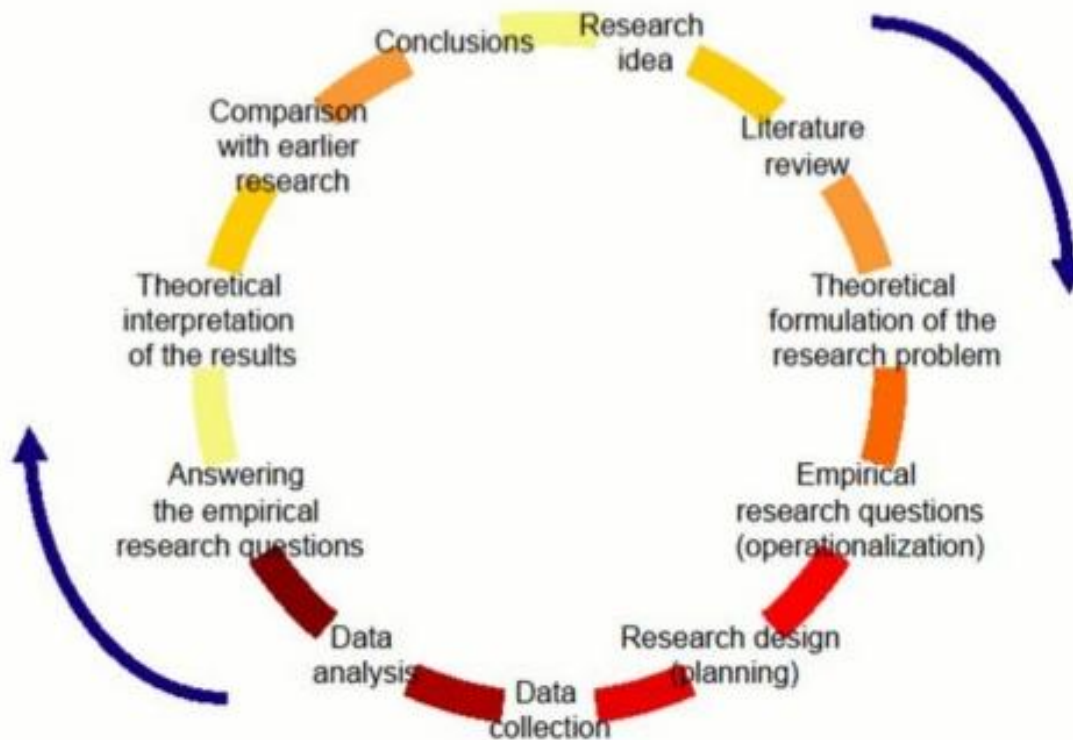 Research
idea
Literature
review
Theoretical
formulation of the
research problem
Empirical
research questions
(operationalization)
Research design
(planning)
Data
collection
Data
analysis
Answering
the empirical
research questions
Theoretical
interpretation
of the results
Comparison
with earlier
research
Conclusions